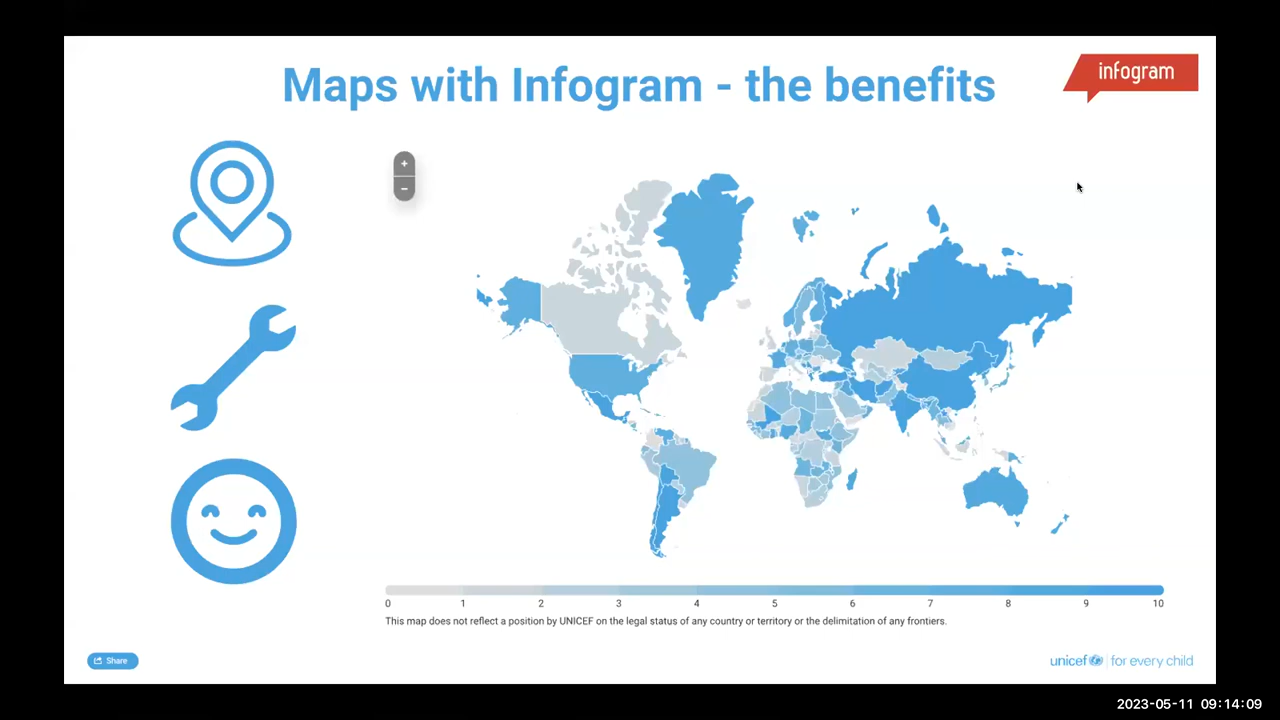 Maps with Infogram - the benefits
infogram
+
−
0 1 2 3 4 5 6 7 8 9 10
This map does not reflect a position by UNICEF on the legal status of any country or territory or the delimitation of any frontiers.
Share
unicef | for every child
2023-05-11 09:14:09